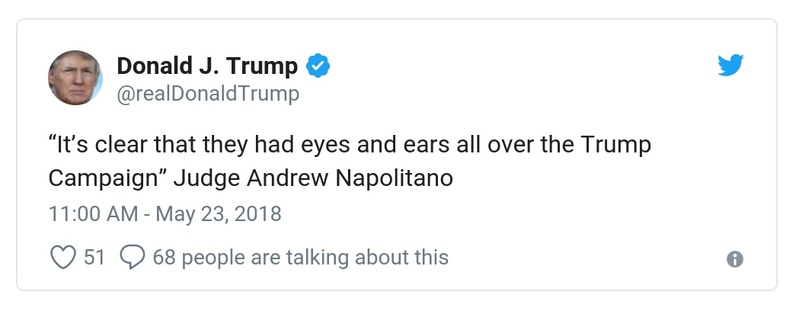 Donald J. Trump
@realDonaldTrump
“It’s clear that they had eyes and ears all over the Trump
Campaign” Judge Andrew Napolitano
11:00 AM - May 23, 2018
51 68 people are talking about this